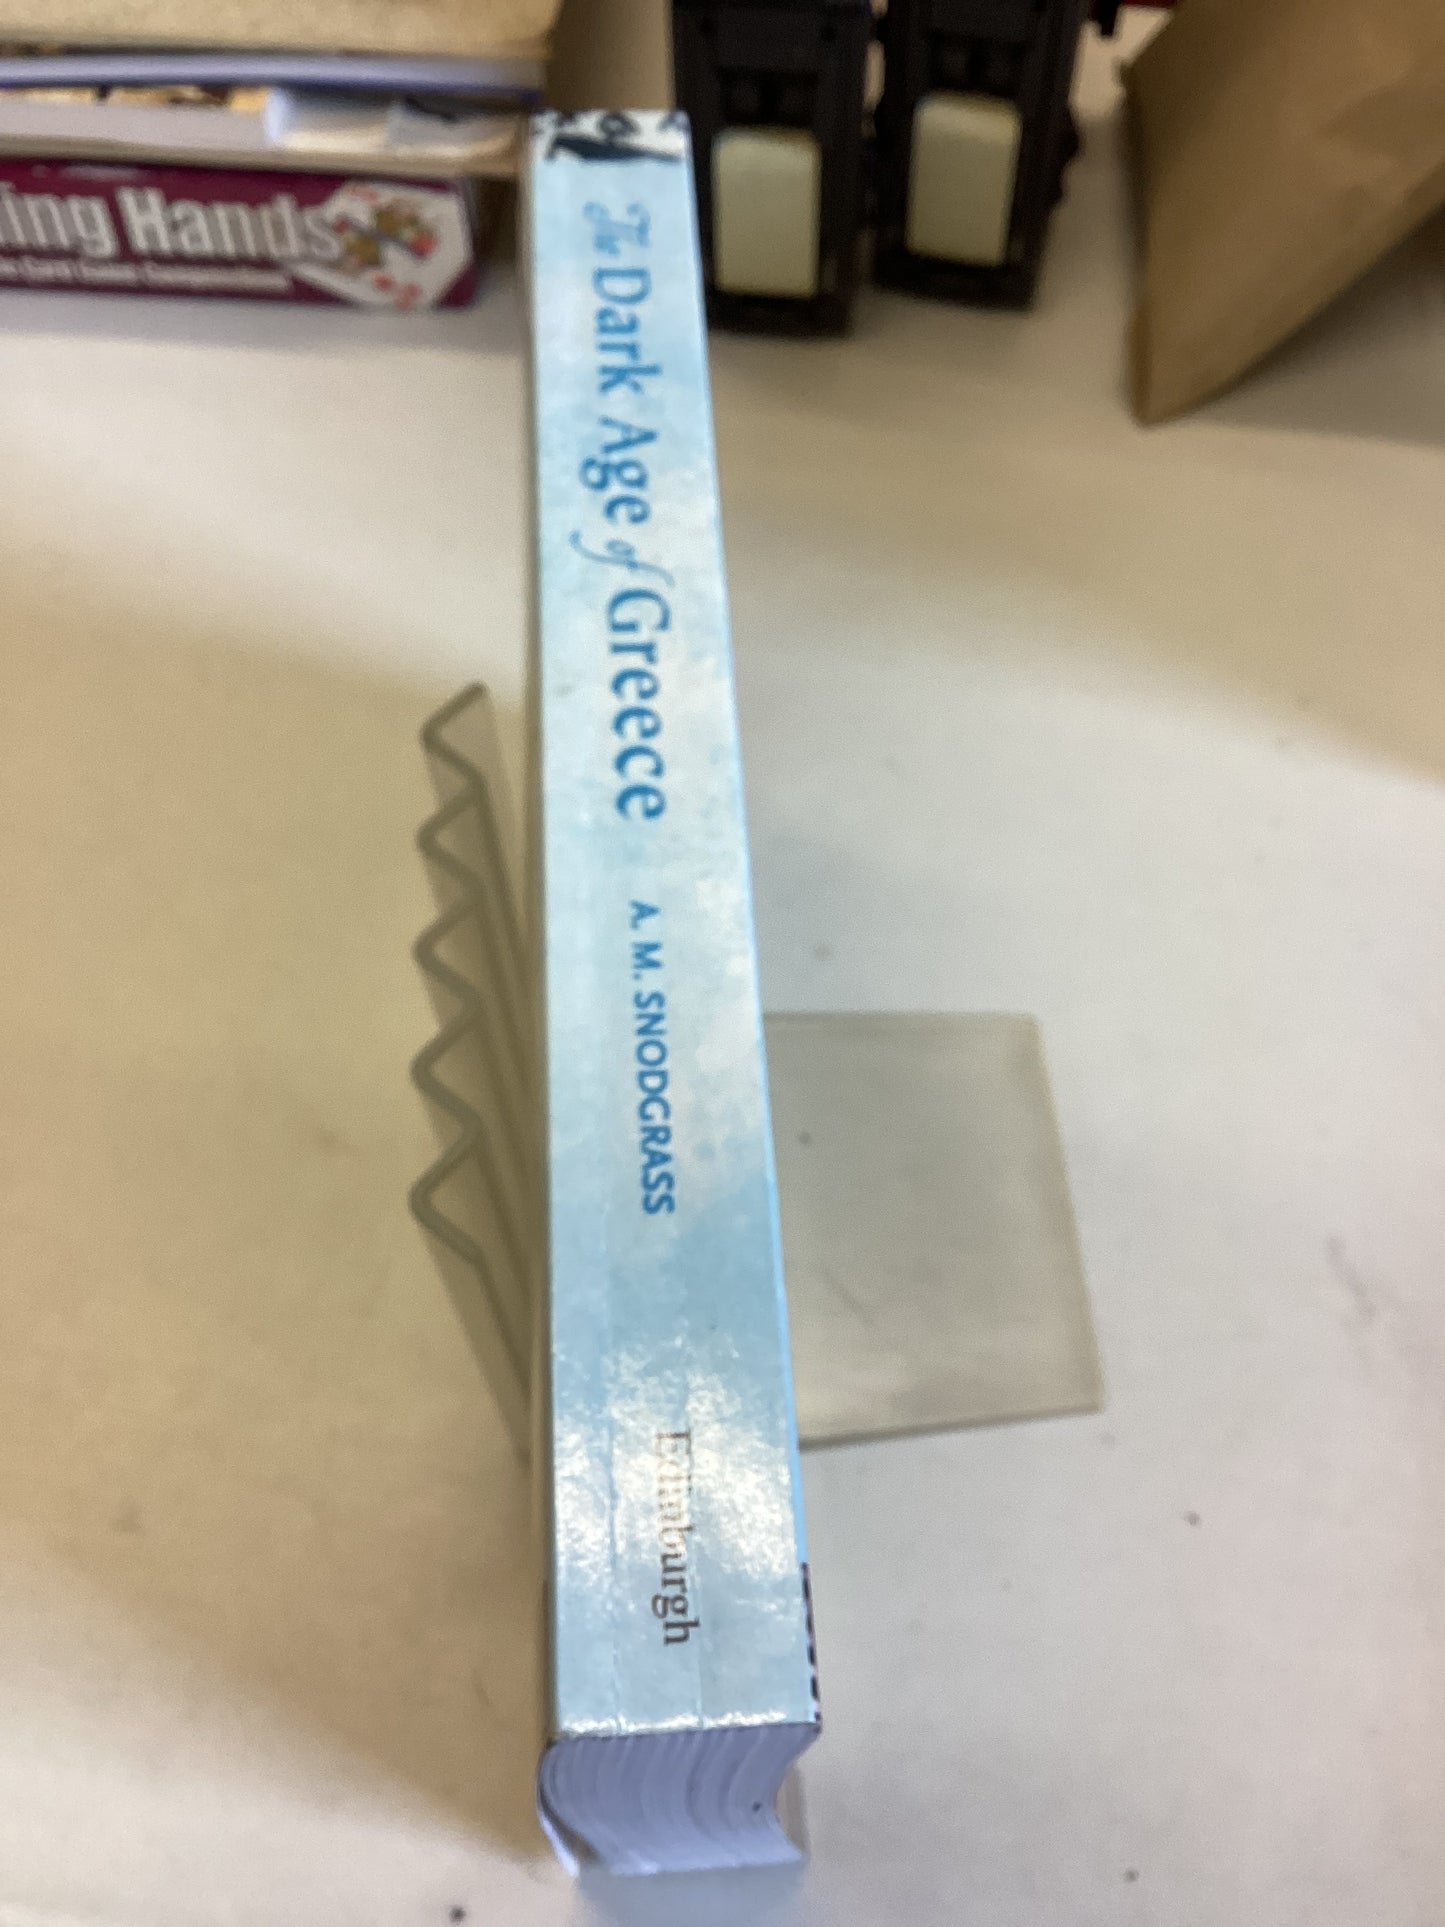 ing Hands
The Dark Age of Greece
A. M. SNODGRASS
Edinburgh